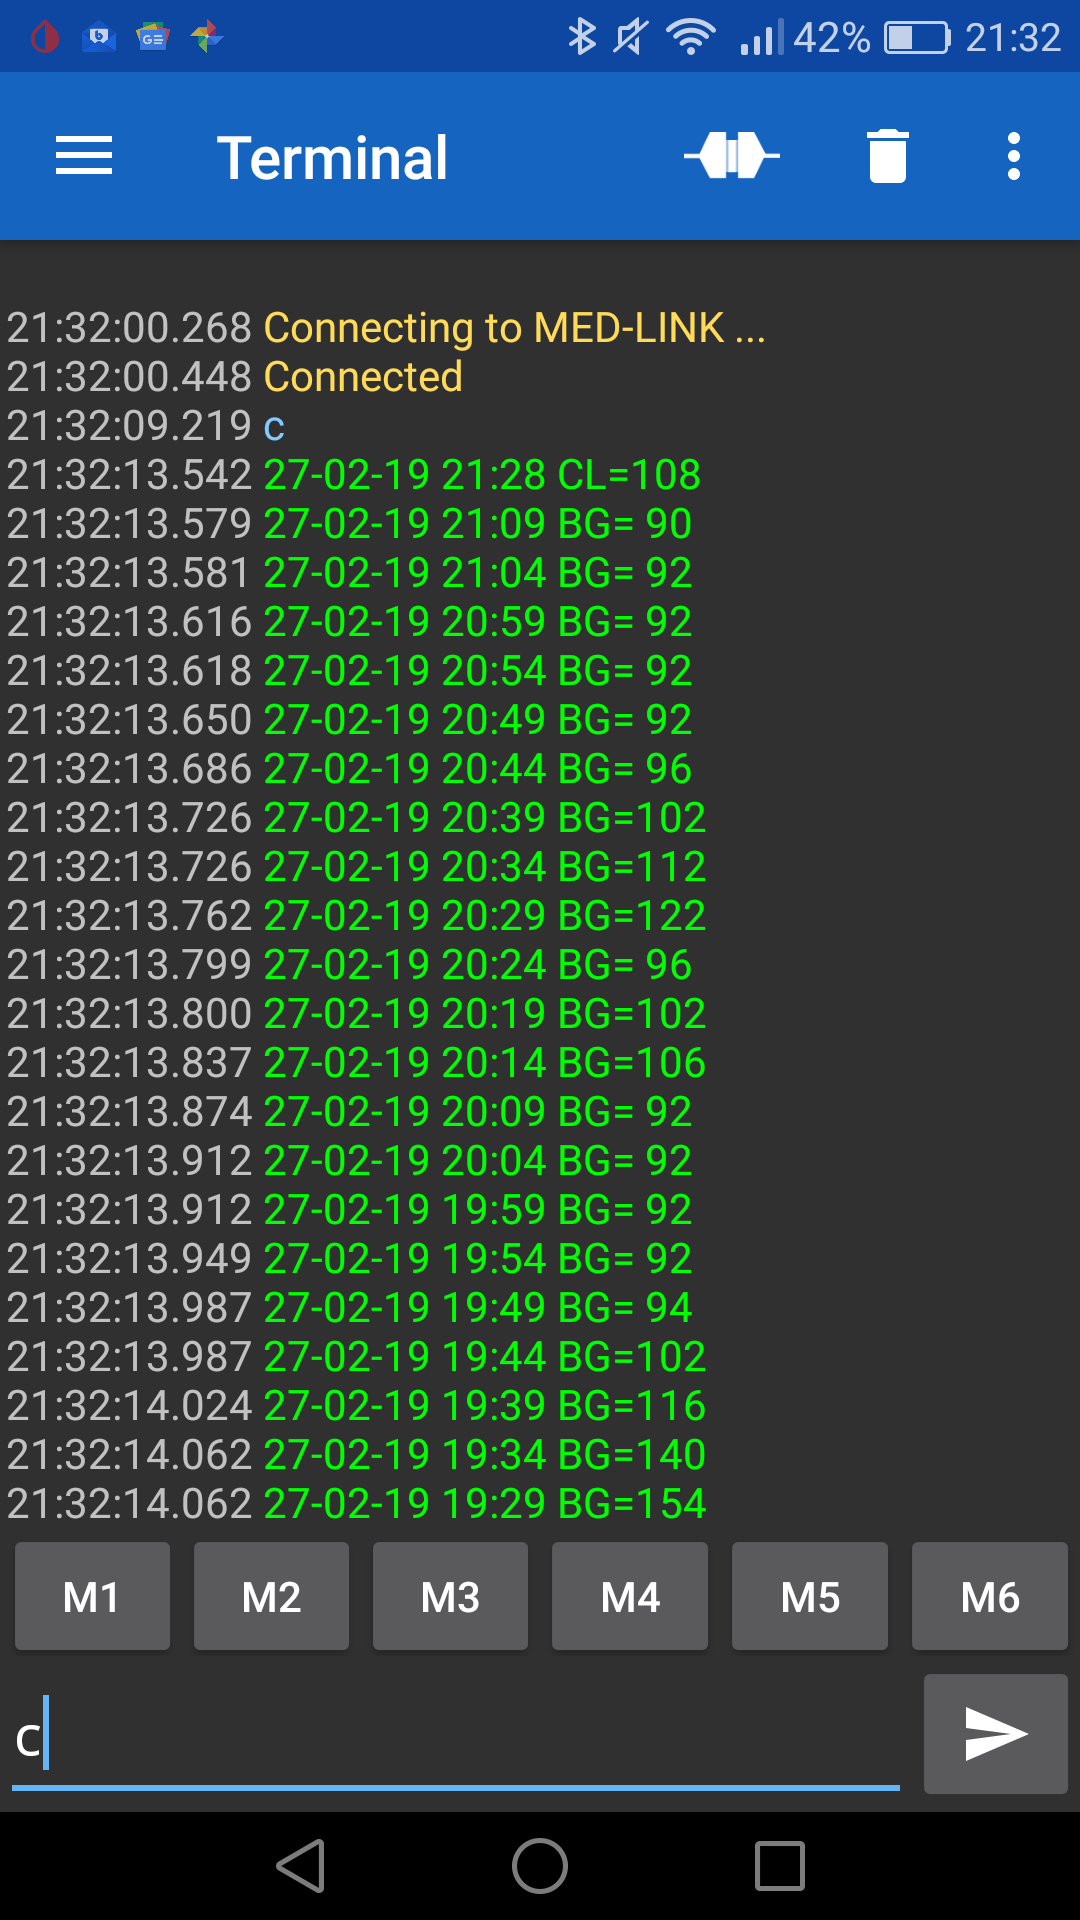 42% 21:32
Terminal
21:32:00.268 Connecting to MED-LINK ...
21:32:00.448 Connected
21:32:09.219 c
21:32:13.542 27-02-19 21:28 CL=108
21:32:13.579 27-02-19 21:09 BG= 90
21:32:13.581 27-02-19 21:04 BG= 92
21:32:13.616 27-02-19 20:59 BG= 92
21:32:13.618 27-02-19 20:54 BG= 92
21:32:13.650 27-02-19 20:49 BG= 92
21:32:13.686 27-02-19 20:44 BG= 96
21:32:13.726 27-02-19 20:39 BG=102
21:32:13.726 27-02-19 20:34 BG=112
21:32:13.762 27-02-19 20:29 BG=122
21:32:13.799 27-02-19 20:24 BG= 96
21:32:13.800 27-02-19 20:19 BG=102
21:32:13.837 27-02-19 20:14 BG=106
21:32:13.874 27-02-19 20:09 BG= 92
21:32:13.912 27-02-19 20:04 BG= 92
21:32:13.912 27-02-19 19:59 BG= 92
21:32:13.949 27-02-19 19:54 BG= 92
21:32:13.987 27-02-19 19:49 BG= 94
21:32:13.987 27-02-19 19:44 BG=102
21:32:14.024 27-02-19 19:39 BG=116
21:32:14.062 27-02-19 19:34 BG=140
21:32:14.062 27-02-19 19:29 BG=154
M1 M2 M3 M4 M5 M6
c